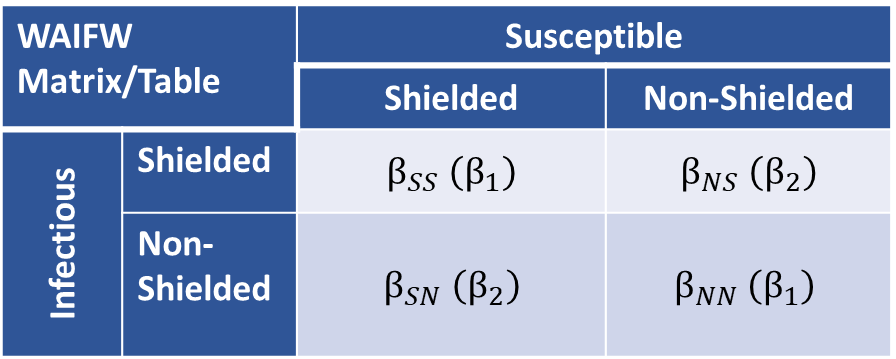 WAIFW
Matrix/Table
Susceptible
Shielded
Non-Shielded
Infectious
Shielded
β𝑆𝑆 (β₁)
β𝑁𝑆 (β₂)
Non-
Shielded
β𝑆𝑁 (β₂)
β𝑁𝑁 (β₁)